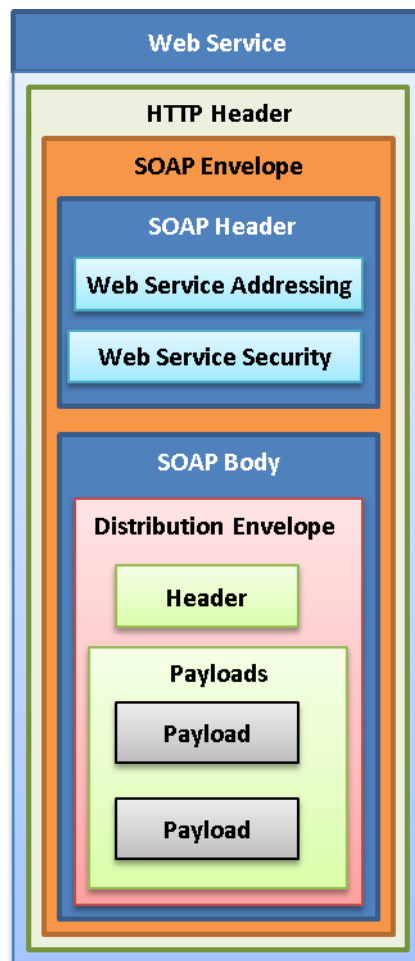 Web Service
HTTP Header
SOAP Envelope
SOAP Header
Web Service Addressing
Web Service Security
SOAP Body
Distribution Envelope
Header
Payloads
Payload
Payload